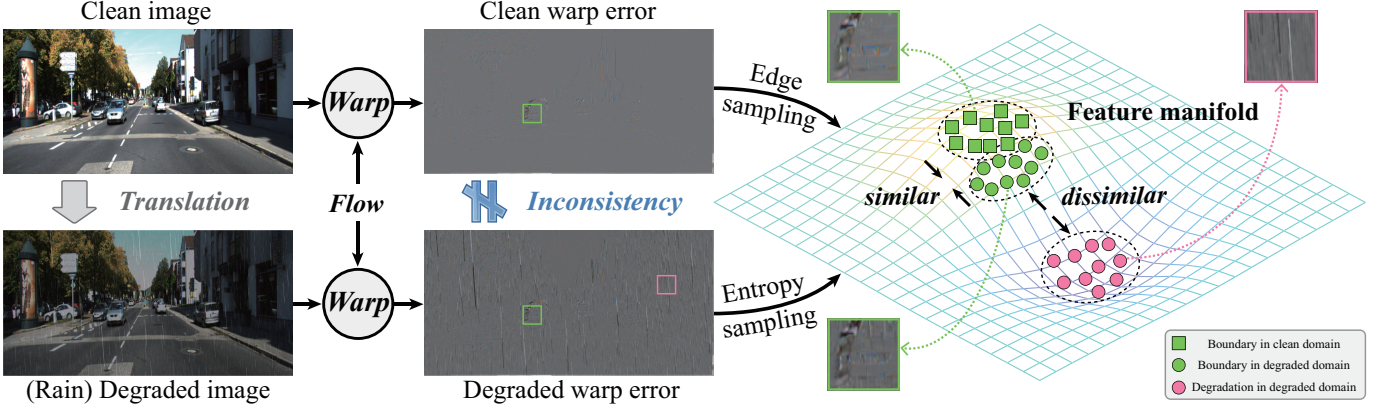 Clean image
Clean warp error
Warp
Edge
sampling
Feature manifold
similar
dissimilar
Translation
Flow
Inconsistency
Warp
Entropy
sampling
(Rain) Degraded image
Degraded warp error
Boundary in clean domain
Boundary in degraded domain
Degradation in degraded domain